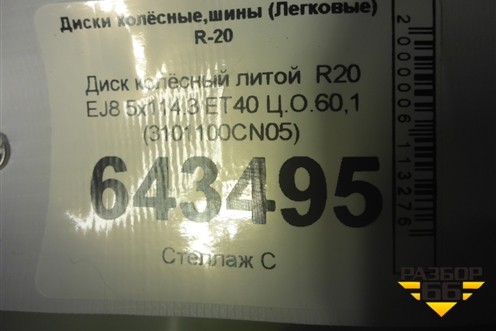 Диски колёсные,шины (Легковые)
R-20
Диск колёсный литой R20
EJ8 5x114.3 ET40 Ц.О.60,1
(3101100CN05)
643495
Стеллаж С
2000006113276
РАЗБОР
66